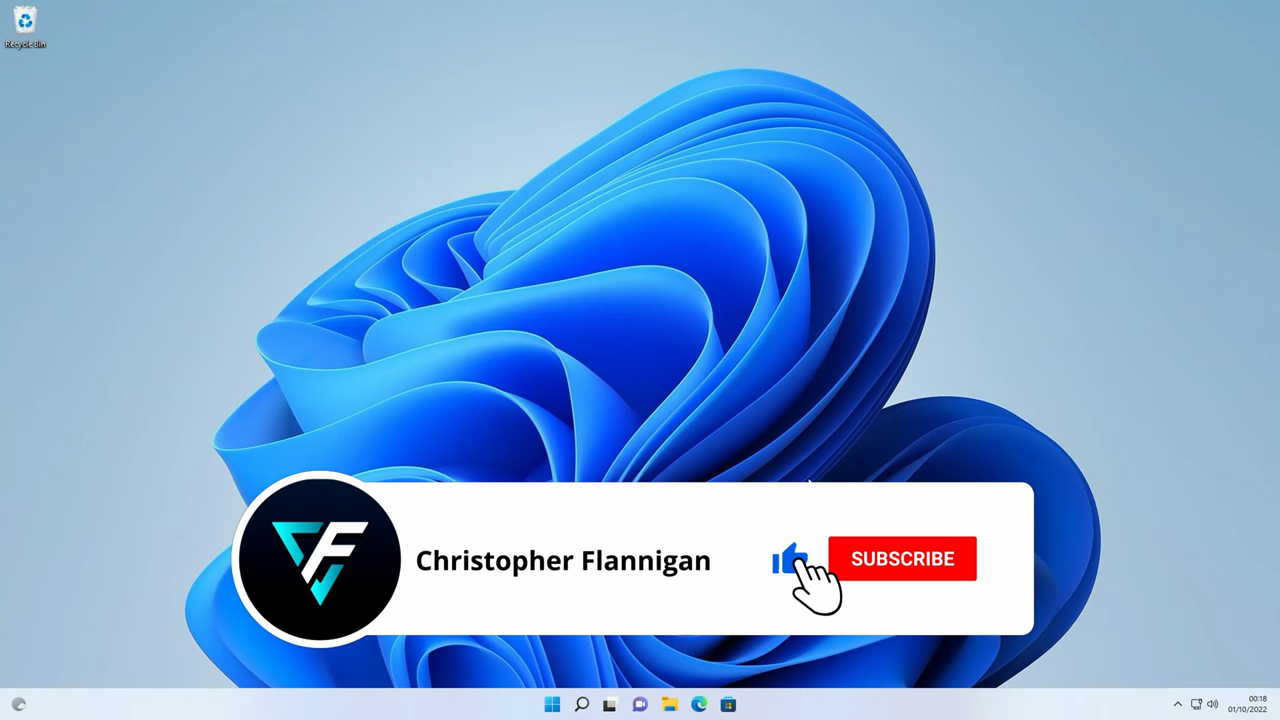 Recycle Bin
Christopher Flannigan
SUBSCRIBE
00:18
01/10/2022